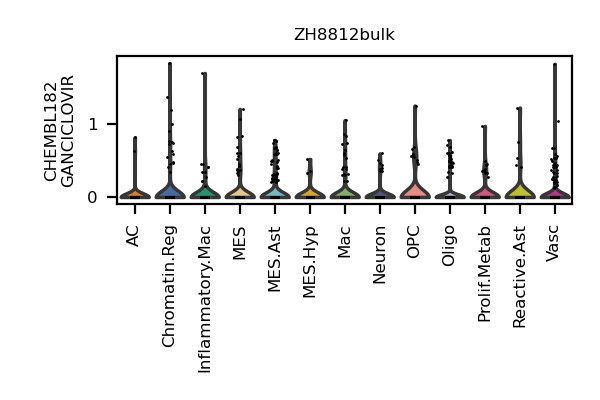 ZH8812bulk
CHEMBL182
GANCICLOVIR
1
0
AC
Chromatin.Reg
Inflammatory.Mac
MES
MES.Ast
MES.Hyp
Mac
Neuron
OPC
Oligo
Prolif.Metab
Reactive.Ast
Vasc